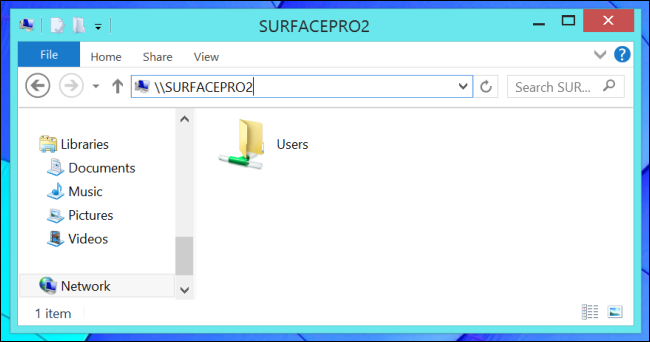 SURFACEPRO2
File Home Share View
\\SURFACEPRO2
Search SUR...
Libraries
Documents
Music
Pictures
Videos
Network
Users
1 item